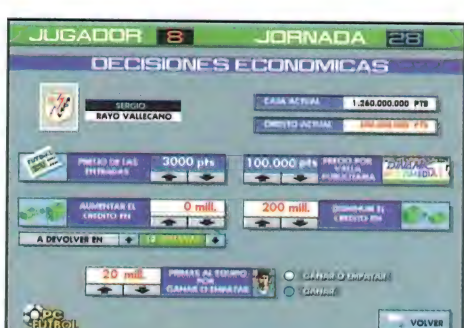 JUGADOR 8 JORNADA 28
DECISIONES ECONOMICAS
SERGIO
RAYO VALLECANO
CAJA ACTUAL 1.260.000.000 PTS
CREDITO ACTUAL
PRECIO DE LAS ENTRADAS
3000 pts
100.000 pts
PRECIO POR VALLA PUBLICITARIA
AUMENTAR EL CREDITO EN
0 mill.
200 mill.
DISMINUIR EL CREDITO EN
A DEVOLVER EN
20 mill.
PRIMAS AL EQUIPO POR GANAR O EMPATAR
GANAR O EMPATAR
GANAR
PC FUTBOL
VOLVER